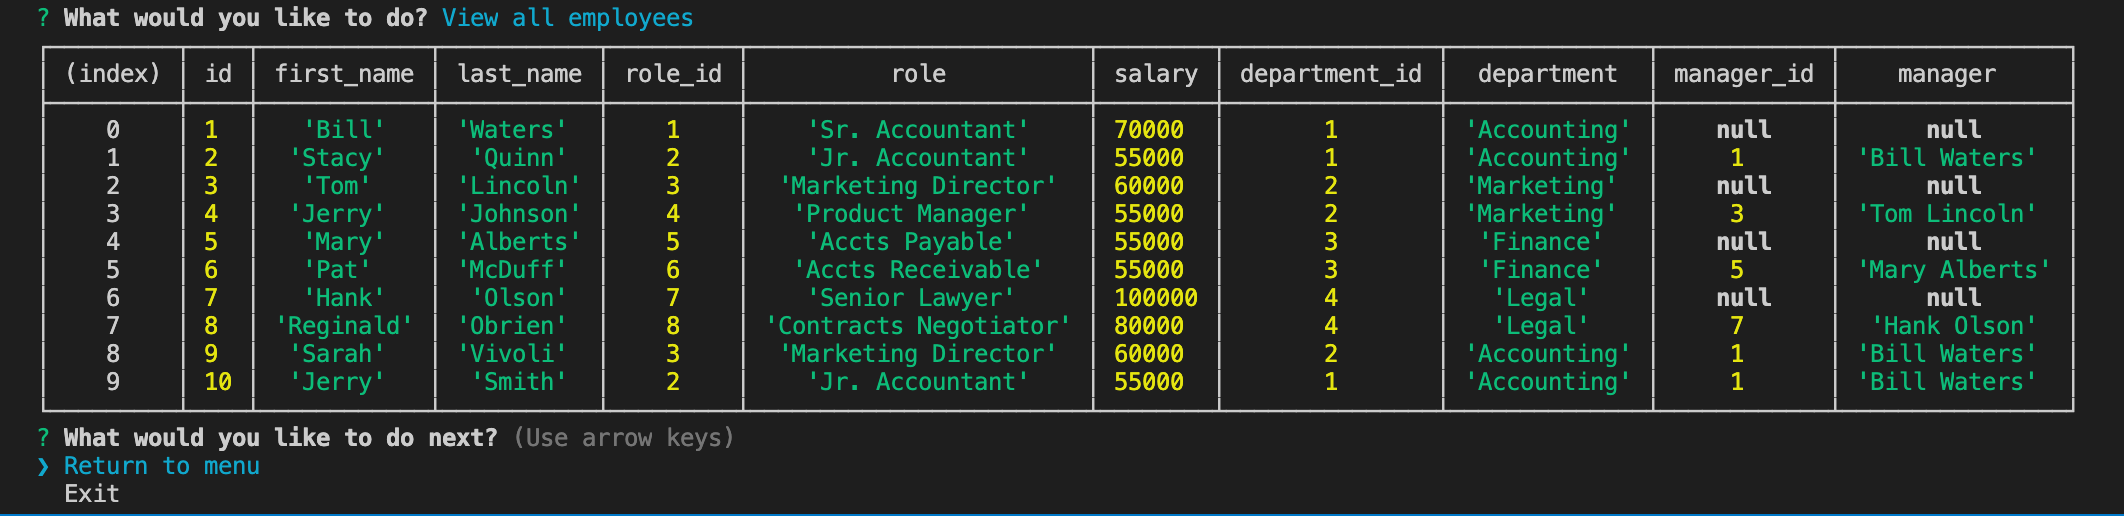 ? What would you like to do? View all employees
(index) id first_name last_name role_id role salary department_id department manager_id manager
0 1 'Bill' 'Waters' 1 'Sr. Accountant' 70000 1 'Accounting' null null
1 2 'Stacy' 'Quinn' 2 'Jr. Accountant' 55000 1 'Accounting' 1 'Bill Waters'
2 3 'Tom' 'Lincoln' 3 'Marketing Director' 60000 2 'Marketing' null null
3 4 'Jerry' 'Johnson' 4 'Product Manager' 55000 2 'Marketing' 3 'Tom Lincoln'
4 5 'Mary' 'Alberts' 5 'Accts Payable' 55000 3 'Finance' null null
5 6 'Pat' 'McDuff' 6 'Accts Receivable' 55000 3 'Finance' 5 'Mary Alberts'
6 7 'Hank' 'Olson' 7 'Senior Lawyer' 100000 4 'Legal' null null
7 8 'Reginald' 'Obrien' 8 'Contracts Negotiator' 80000 4 'Legal' 7 'Hank Olson'
8 9 'Sarah' 'Vivoli' 3 'Marketing Director' 60000 2 'Accounting' 1 'Bill Waters'
9 10 'Jerry' 'Smith' 2 'Jr. Accountant' 55000 1 'Accounting' 1 'Bill Waters'
? What would you like to do next? (Use arrow keys)
❯ Return to menu
Exit